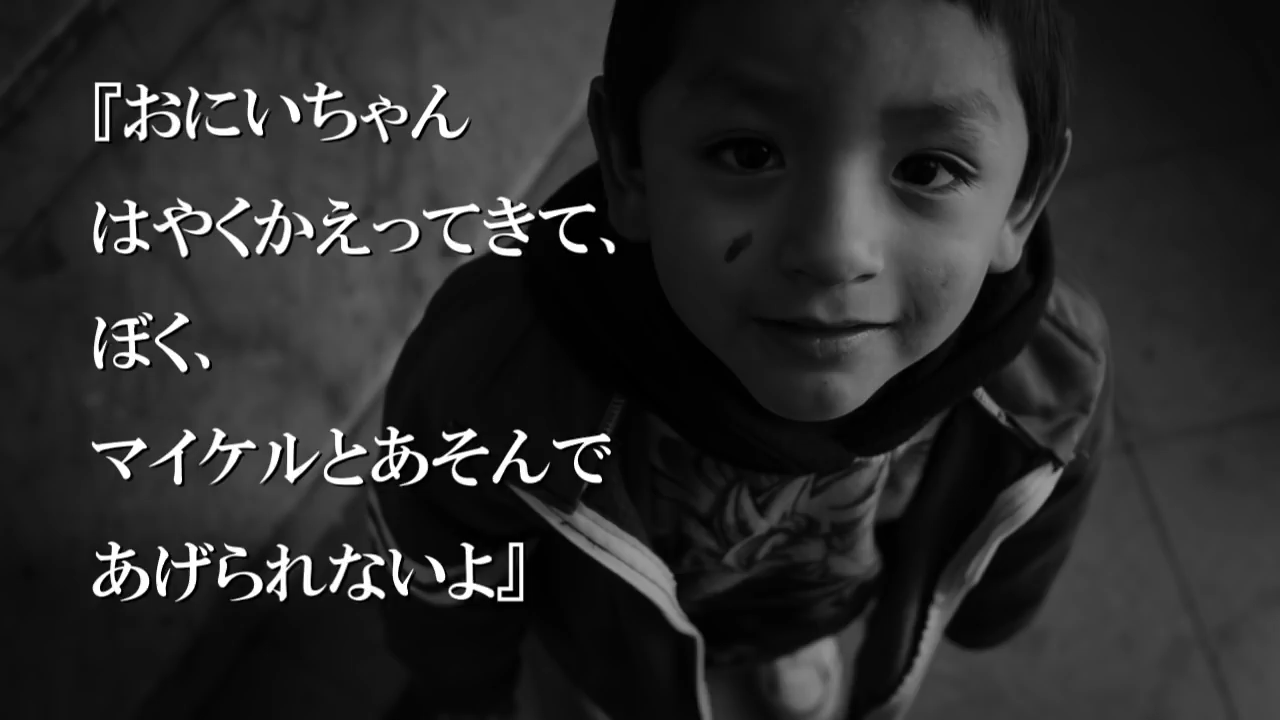 『おにいちゃん
はやくかえってきて、
ぼく、
マイケルとあそんで
あげられないよ』